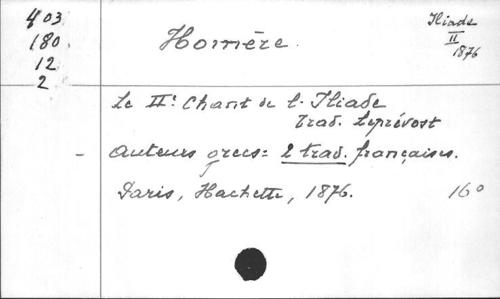 403
180
12
2
Homère.
Iliade
II
1876
Le IIe Chant de l'Iliade
Trad. Leprévost
- Auteurs grecs = 2 trad. françaises.
Paris, Hachette, 1876. 16°